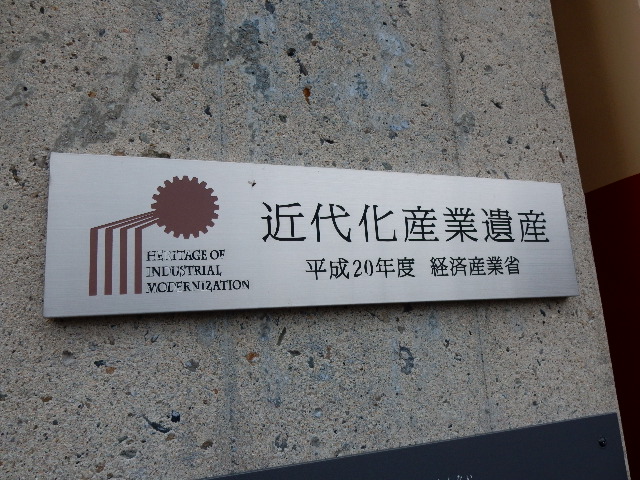 近代化産業遺産
平成20年度 経済産業省
HERITAGE OF
INDUSTRIAL
MODERNIZATION